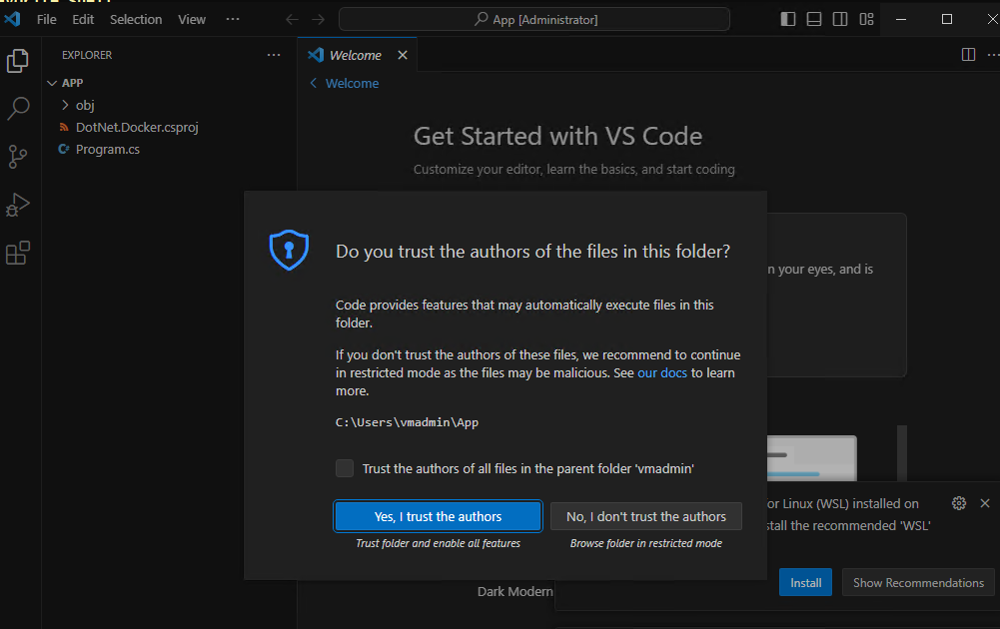 File Edit Selection View ···
App [Administrator]
EXPLORER ···
APP
obj
DotNet.Docker.csproj
C# Program.cs
Welcome
Welcome
Get Started with VS Code
Customize your editor, learn the basics, and start coding
n your eyes, and is
Do you trust the authors of the files in this folder?
Code provides features that may automatically execute files in this
folder.
If you don't trust the authors of these files, we recommend to continue
in restricted mode as the files may be malicious. See our docs to learn
more.
C:\Users\vmadmin\App
Trust the authors of all files in the parent folder 'vmadmin'
Yes, I trust the authors
No, I don't trust the authors
Trust folder and enable all features
Browse folder in restricted mode
or Linux (WSL) installed on
stall the recommended 'WSL'
Install
Show Recommendations
Dark Modern